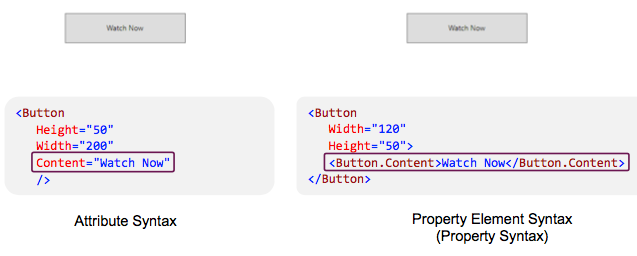 Watch Now
Watch Now
<Button
Height="50"
Width="200"
Content="Watch Now"
/>
Attribute Syntax
<Button
Width="120"
Height="50">
<Button.Content>Watch Now</Button.Content>
</Button>
Property Element Syntax
(Property Syntax)